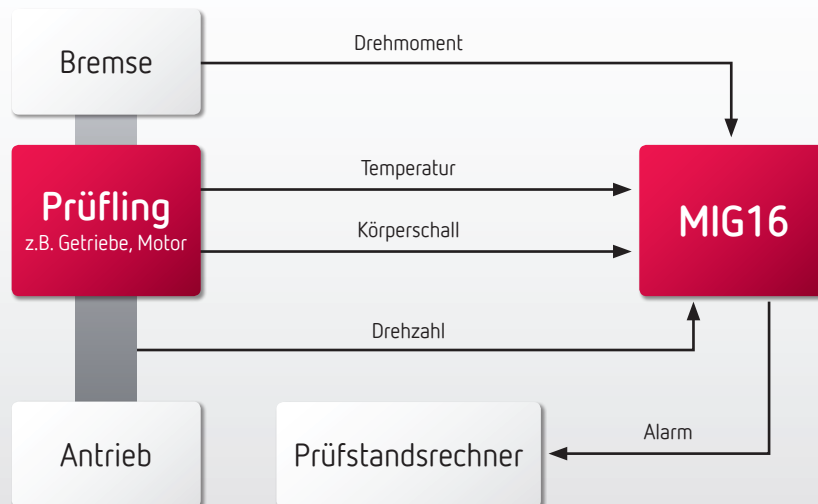 Bremse
Drehmoment
Prüfling
z.B. Getriebe, Motor
Temperatur
Körperschall
MIG16
Drehzahl
Antrieb
Prüfstandsrechner
Alarm